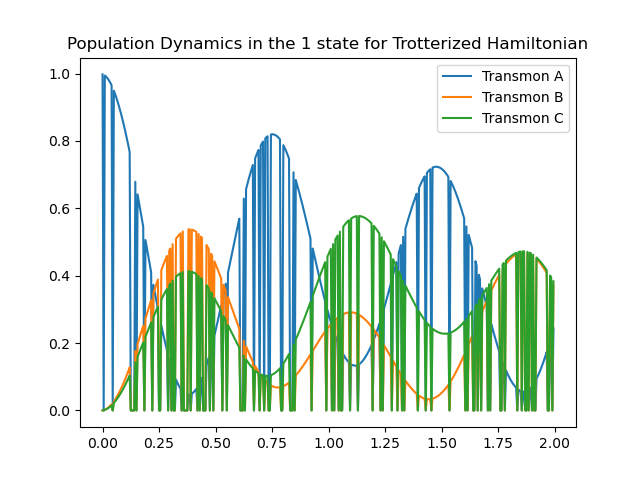 Population Dynamics in the 1 state for Trotterized Hamiltonian
1.0
0.8
0.6
0.4
0.2
0.0
Transmon A
Transmon B
Transmon C
0.00 0.25 0.50 0.75 1.00 1.25 1.50 1.75 2.00